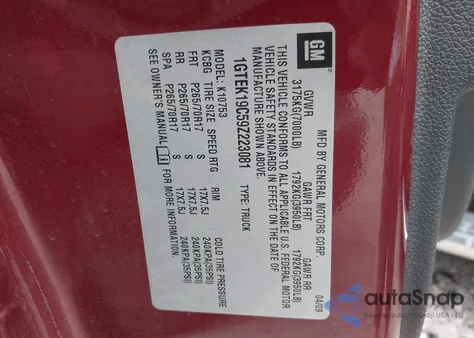 GM
MFD BY GENERAL MOTORS CORP. 04/09
GVWR GAWR FRT GAWR RR
3175KG(7000LB) 1792KG(3950LB) 1792KG(3950LB)
THIS VEHICLE CONFORMS TO ALL APPLICABLE U.S. FEDERAL MOTOR
VEHICLE SAFETY STANDARDS IN EFFECT ON THE DATE OF
MANUFACTURE SHOWN ABOVE.
1GTEK19C59Z223081 TYPE: TRUCK
MODEL: K10753
KCBG TIRE SIZE SPEED RTG RIM COLD TIRE PRESSURE
FRT P265/70R17 S 17X7.5J 240KPA(35PSI)
RR P265/70R17 S 17X7.5J 240KPA(35PSI)
SPA P265/70R17 S 17X7.5J 240KPA(35PSI)
SEE OWNER'S MANUAL FOR MORE INFORMATION.
autoSnap